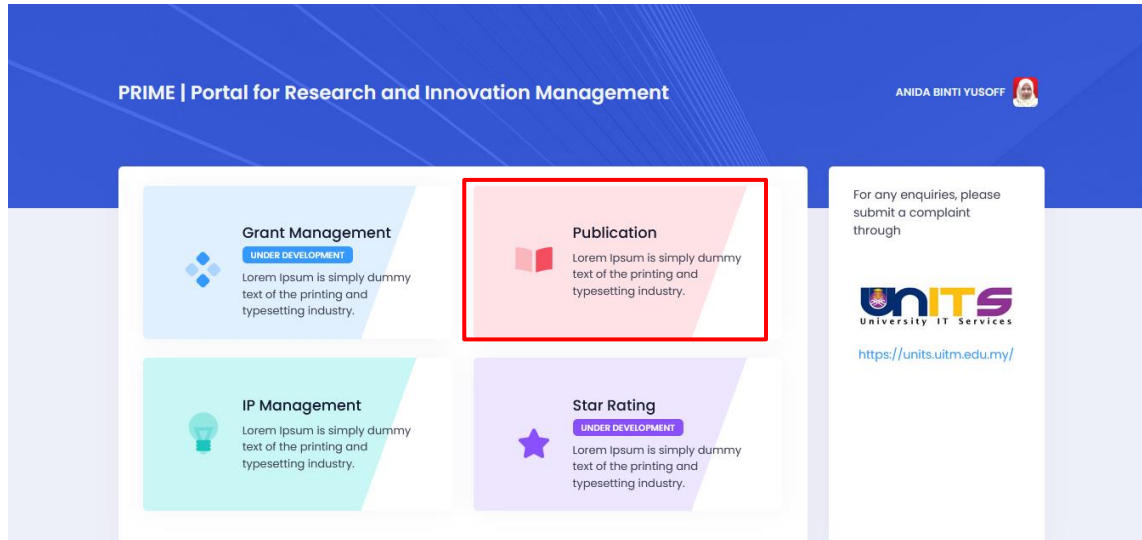 PRIME | Portal for Research and Innovation Management
ANIDA BINTI YUSOFF
Grant Management
UNDER DEVELOPMENT
Lorem Ipsum is simply dummy
text of the printing and
typesetting industry.
Publication
Lorem Ipsum is simply dummy
text of the printing and
typesetting industry.
IP Management
Lorem Ipsum is simply dummy
text of the printing and
typesetting industry.
Star Rating
UNDER DEVELOPMENT
Lorem Ipsum is simply dummy
text of the printing and
typesetting industry.
For any enquiries, please
submit a complaint
through
UNITS
University IT Services
https://units.uitm.edu.my/